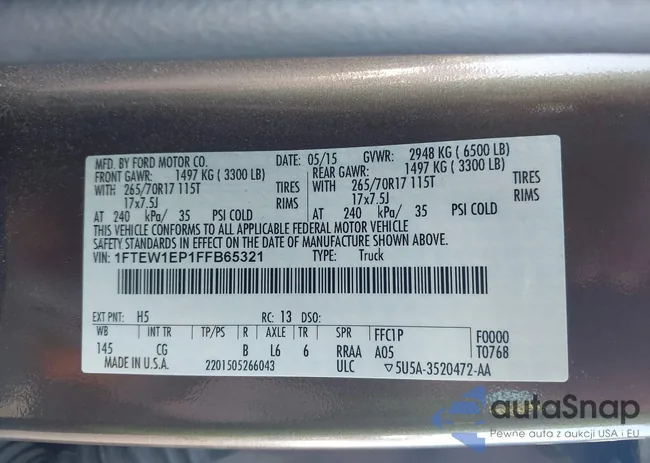 MFD. BY FORD MOTOR CO. DATE: 05/15 GVWR: 2948 KG ( 6500 LB)
FRONT GAWR: 1497 KG ( 3300 LB) REAR GAWR: 1497 KG ( 3300 LB)
WITH 265/70R17 115T TIRES WITH 265/70R17 115T TIRES
17x7.5J RIMS 17x7.5J RIMS
AT 240 kPa/ 35 PSI COLD AT 240 kPa/ 35 PSI COLD
THIS VEHICLE CONFORMS TO ALL APPLICABLE FEDERAL MOTOR VEHICLE
SAFETY STANDARDS IN EFFECT ON THE DATE OF MANUFACTURE SHOWN ABOVE.
VIN: 1FTEW1EP1FFB65321 TYPE: Truck
EXT PNT: H5 RC: 13 DSO:
WB INT TR TP/PS R AXLE TR SPR FFC1P F0000
145 CG B L6 6 RRAA A05 T0768
MADE IN U.S.A. 2201505266043 ULC ▽5U5A-3520472-AA
autaSnap
Pewne auta z aukcji USA i EU